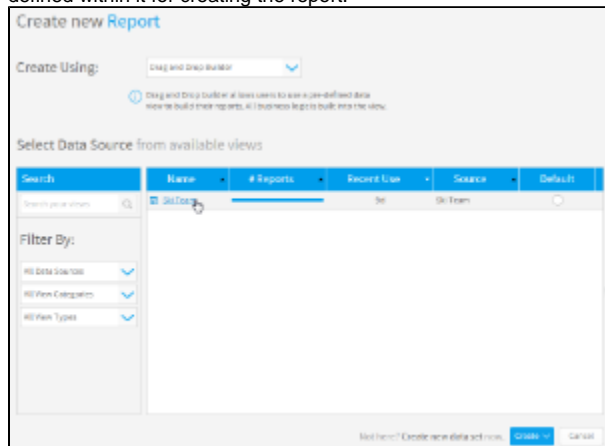 defined within it for creating the report.
Create new Report
Create Using:
Drag and Drop Builder
Drag and Drop builder allows users to use a pre-defined data
view to build their reports. All business logic is built into the view.
Select Data Source from available views
Search
Name
# Reports
Recent Use
Source
Default
Search your views
Ski Team
Ski Team
Filter By:
All Data Sources
All View Categories
All View Types
Not here? Create new data set now.
Create
Cancel